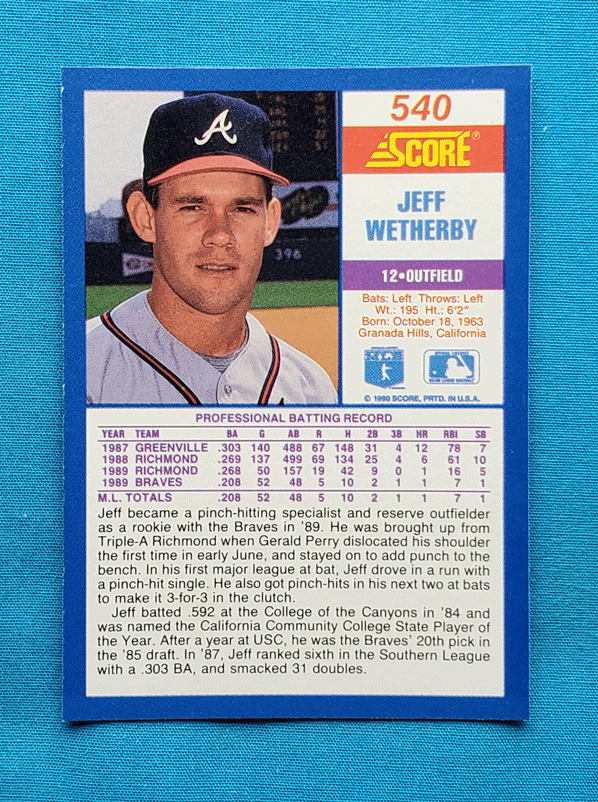 A
396
540
SCORE®
JEFF
WETHERBY
12•OUTFIELD
Bats: Left Throws: Left
Wt.: 195 Ht.: 6'2"
Born: October 18, 1963
Granada Hills, California
© 1990 SCORE, PRTD. IN U.S.A.
PROFESSIONAL BATTING RECORD
YEAR TEAM BA G AB R H 2B 3B HR RBI SB
1987 GREENVILLE .303 140 488 67 148 31 4 12 78 7
1988 RICHMOND .269 137 499 69 134 25 4 6 61 10
1989 RICHMOND .268 50 157 19 42 9 0 1 16 5
1989 BRAVES .208 52 48 5 10 2 1 1 7 1
M.L. TOTALS .208 52 48 5 10 2 1 1 7 1
Jeff became a pinch-hitting specialist and reserve outfielder
as a rookie with the Braves in '89. He was brought up from
Triple-A Richmond when Gerald Perry dislocated his shoulder
the first time in early June, and stayed on to add punch to the
bench. In his first major league at bat, Jeff drove in a run with
a pinch-hit single. He also got pinch-hits in his next two at bats
to make it 3-for-3 in the clutch.
Jeff batted .592 at the College of the Canyons in '84 and
was named the California Community College State Player of
the Year. After a year at USC, he was the Braves' 20th pick in
the '85 draft. In '87, Jeff ranked sixth in the Southern League
with a .303 BA, and smacked 31 doubles.